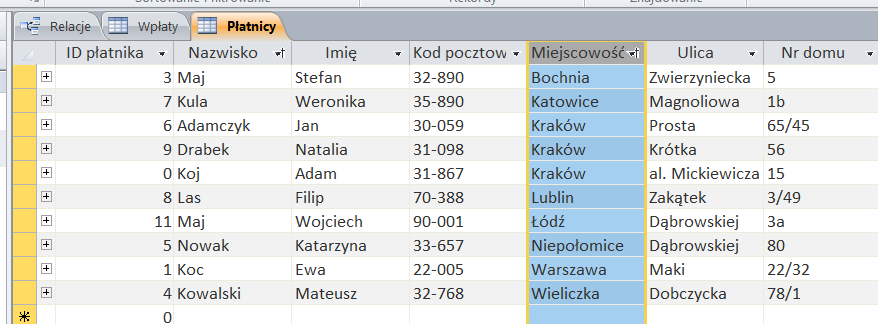 Relacje Wpłaty Płatnicy
ID płatnika Nazwisko Imię Kod pocztow Miejscowość Ulica Nr domu
3 Maj Stefan 32-890 Bochnia Zwierzyniecka 5
7 Kula Weronika 35-890 Katowice Magnoliowa 1b
6 Adamczyk Jan 30-059 Kraków Prosta 65/45
9 Drabek Natalia 31-098 Kraków Krótka 56
0 Koj Adam 31-867 Kraków al. Mickiewicza 15
8 Las Filip 70-388 Lublin Zakątek 3/49
11 Maj Wojciech 90-001 Łódź Dąbrowskiej 3a
5 Nowak Katarzyna 33-657 Niepołomice Dąbrowskiej 80
1 Koc Ewa 22-005 Warszawa Maki 22/32
4 Kowalski Mateusz 32-768 Wieliczka Dobczycka 78/1
0